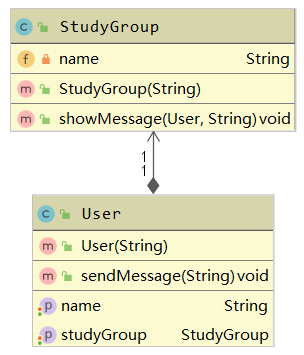 C StudyGroup
f name String
m StudyGroup(String)
m showMessage(User, String) void
1
1
C User
m User(String)
m sendMessage(String) void
p name String
p studyGroup StudyGroup